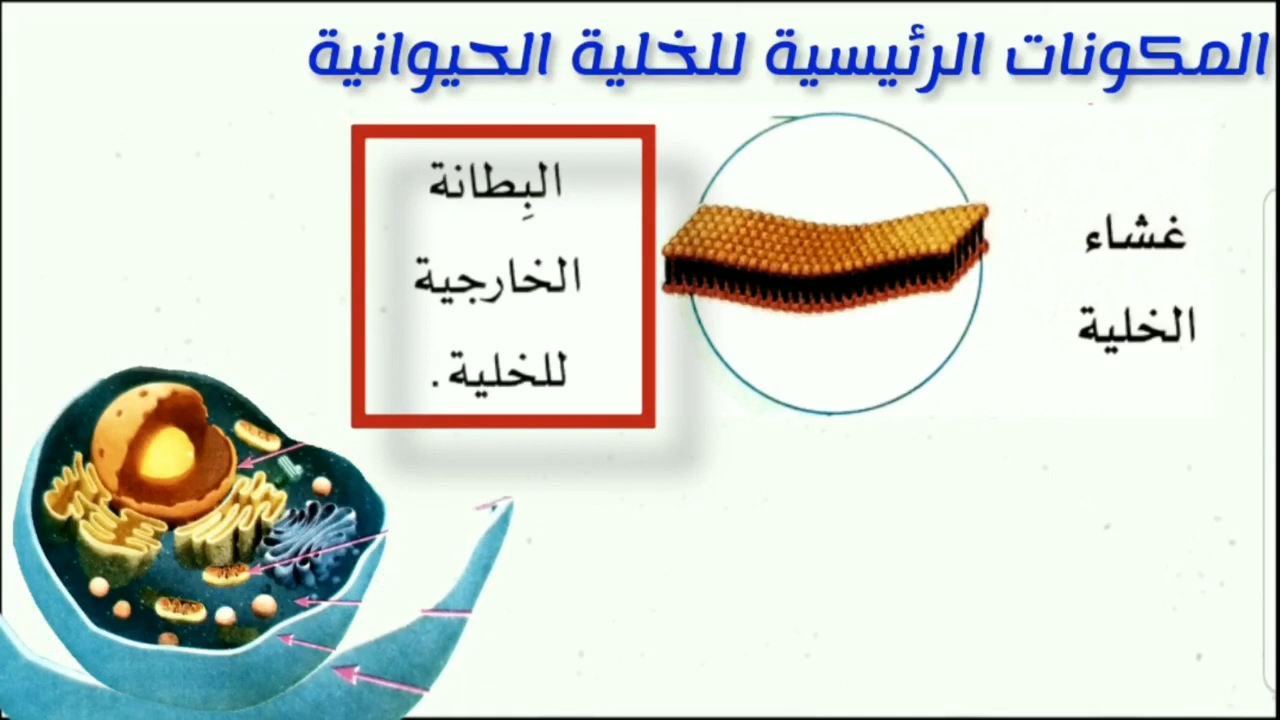 المكونات الرئيسية للخلية الحيوانية
غشاء
الخلية
البِطانة
الخارجية
للخلية.